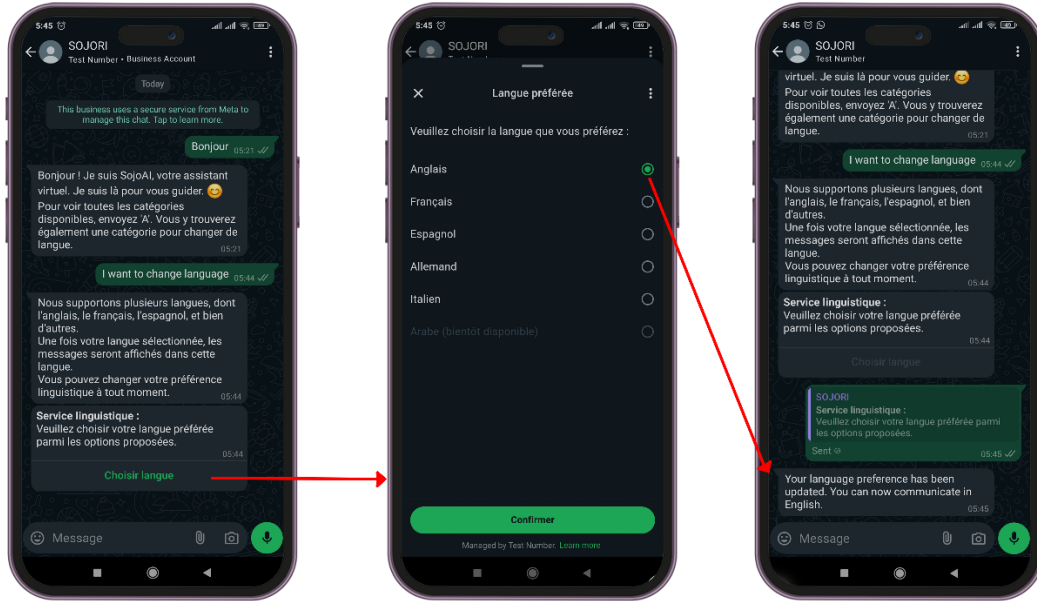 5:45
SOJORI
Test Number • Business Account
Today
This business uses a secure service from Meta to
manage this chat. Tap to learn more.
Bonjour 05:21
Bonjour ! Je suis SojoAI, votre assistant
virtuel. Je suis là pour vous guider. 😊
Pour voir toutes les catégories
disponibles, envoyez 'A'. Vous y trouverez
également une catégorie pour changer de
langue.
05:21
I want to change language 05:44
Nous supportons plusieurs langues, dont
l'anglais, le français, l'espagnol, et bien
d'autres.
Une fois votre langue sélectionnée, les
messages seront affichés dans cette
langue.
Vous pouvez changer votre préférence
linguistique à tout moment.
05:44
Service linguistique :
Veuillez choisir votre langue préférée
parmi les options proposées.
05:44
Choisir langue
Message
5:45
SOJORI
Langue préférée
Veuillez choisir la langue que vous préférez :
Anglais
Français
Espagnol
Allemand
Italien
Arabe (bientôt disponible)
Confirmer
Managed by Test Number. Learn more
5:45
SOJORI
Test Number
virtuel. Je suis là pour vous guider. 😊
Pour voir toutes les catégories
disponibles, envoyez 'A'. Vous y trouverez
également une catégorie pour changer de
langue.
05:21
I want to change language 05:44
Nous supportons plusieurs langues, dont
l'anglais, le français, l'espagnol, et bien
d'autres.
Une fois votre langue sélectionnée, les
messages seront affichés dans cette
langue.
Vous pouvez changer votre préférence
linguistique à tout moment.
05:44
Service linguistique :
Veuillez choisir votre langue préférée
parmi les options proposées.
05:44
Choisir langue
SOJORI
Service linguistique :
Veuillez choisir votre langue préférée parmi
les options proposées.
Sent
05:45
Your language preference has been
updated. You can now communicate in
English.
05:45
Message